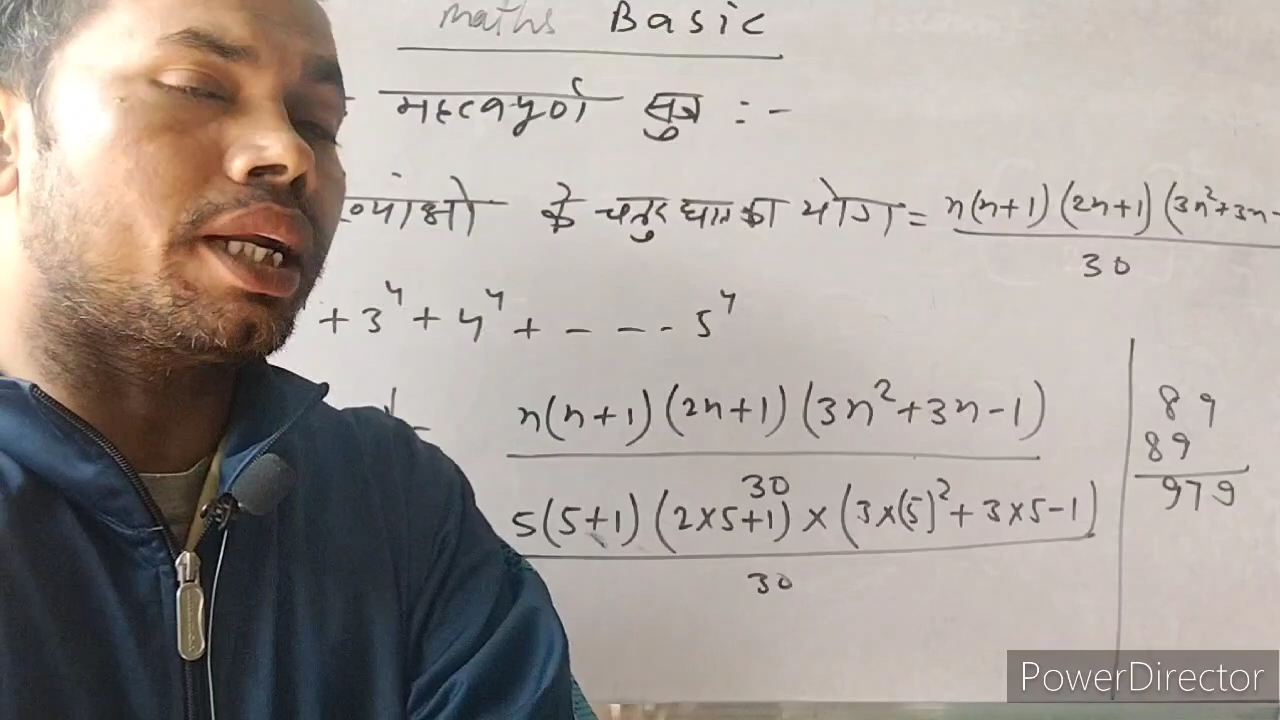 maths Basic
महत्वपूर्ण सुत्र :-
के चतुर घात का योग = n(n+1)(2n+1)(3n²+3n-
30
+ 3⁴ + 4⁴ + - - - 5⁴
n(n+1)(2n+1)(3n²+3n-1)
30
5(5+1)(2×5+1)×(3×(5)²+3×5-1)
30
89
89
979
PowerDirector